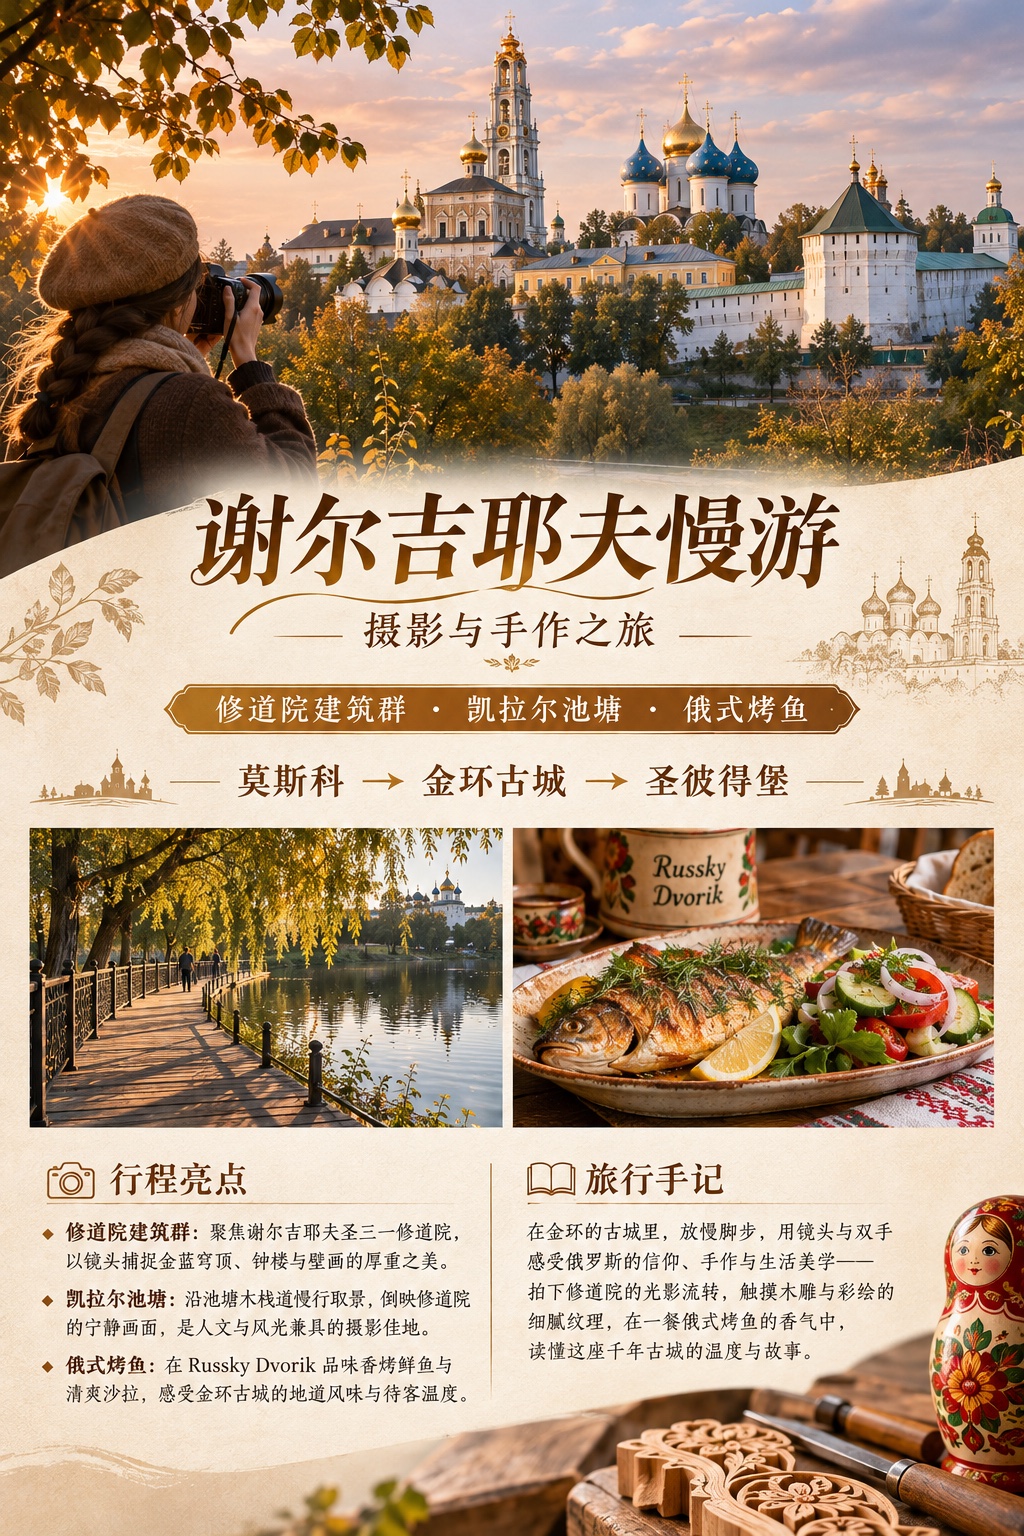 谢尔吉耶夫慢游
摄影与手作之旅
修道院建筑群 · 凯拉尔池塘 · 俄式烤鱼
莫斯科 → 金环古城 → 圣彼得堡
Russky
Dvorik
行程亮点
修道院建筑群：聚焦谢尔吉耶夫圣三一修道院，
以镜头捕捉金蓝穹顶、钟楼与壁画的厚重之美。
凯拉尔池塘：沿池塘木栈道慢行取景，倒映修道院
的宁静画面，是人文与风光兼具的摄影佳地。
俄式烤鱼：在 Russky Dvorik 品味香烤鲜鱼与
清爽沙拉，感受金环古城的地道风味与待客温度。
旅行手记
在金环的古城里，放慢脚步，用镜头与双手
感受俄罗斯的信仰、手作与生活美学——
拍下修道院的光影流转，触摸木雕与彩绘的
细腻纹理，在一餐俄式烤鱼的香气中，
读懂这座千年古城的温度与故事。